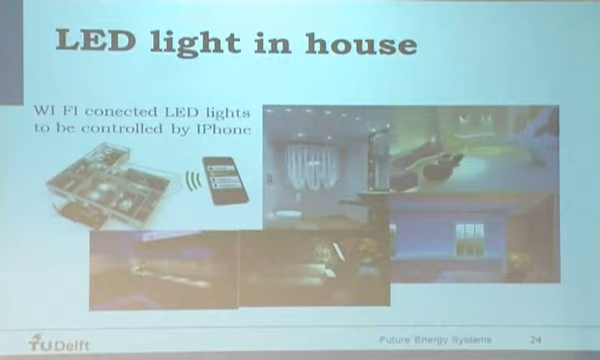 LED light in house
WI FI conected LED lights
to be controlled by IPhone
TUDelft
Future Energy Systems
24